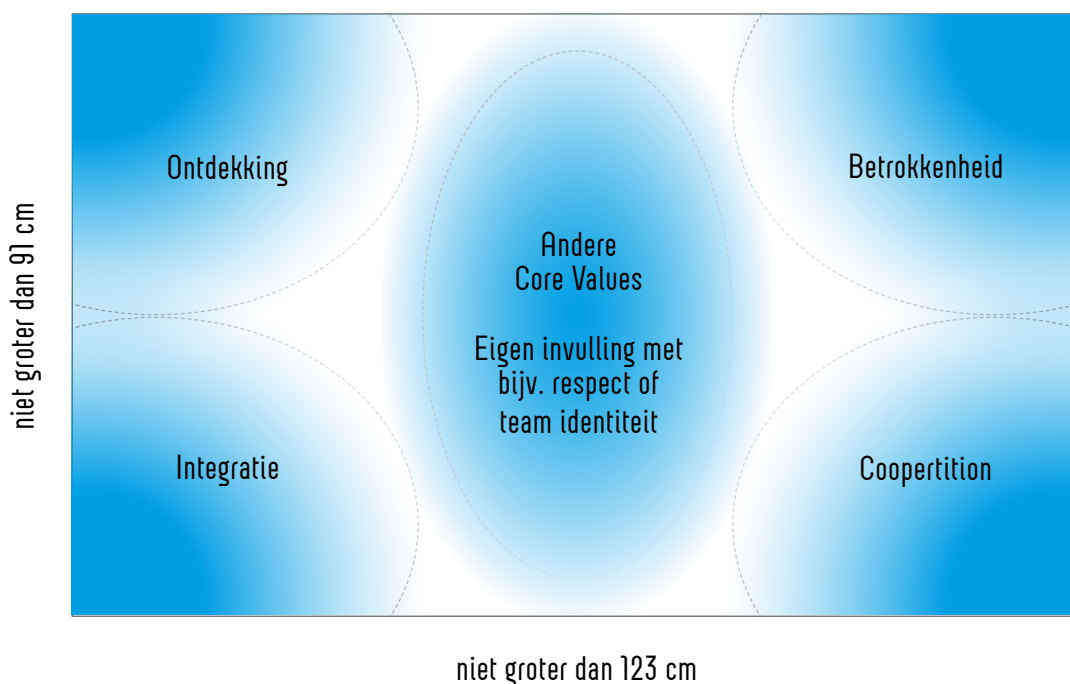 Ontdekking
Betrokkenheid
niet groter dan 91 cm
Andere
Core Values
Eigen invulling met
bijv. respect of
team identiteit
Integratie
Coopertition
niet groter dan 123 cm